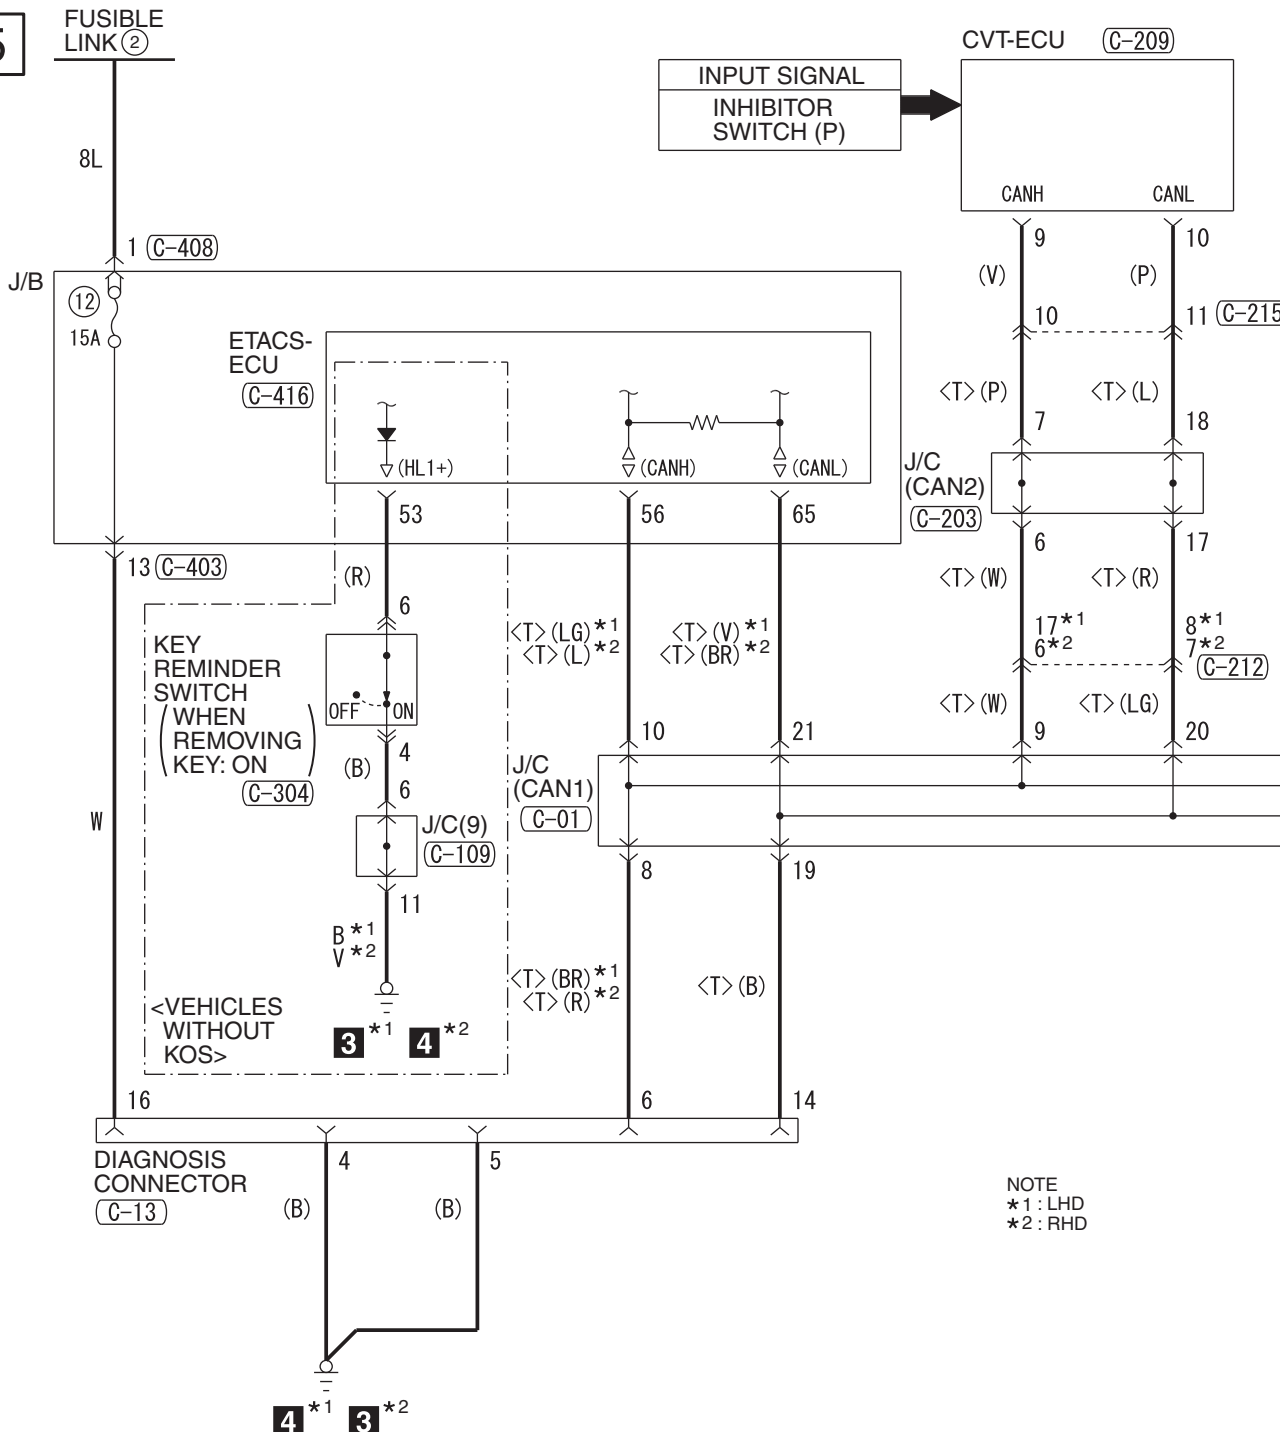 5
FUSIBLE
LINK 2
CVT-ECU C-209
INPUT SIGNAL
INHIBITOR
SWITCH (P)
8L
CANH CANL
1 C-408
9 10
J/B
(V) (P)
12
15A
10 11 C-215
ETACS-
ECU
C-416
<T>(P) <T>(L)
7 18
(HL1+) (CANH) (CANL)
J/C
(CAN2)
C-203
53 56 65
6 17
13 C-403
(R)
<T>(W) <T>(R)
6
<T>(LG)*1 <T>(V)*1
<T>(L)*2 <T>(BR)*2
17*1 8*1
6*2 7*2
C-212
KEY
REMINDER
SWITCH
(WHEN
REMOVING
KEY: ON)
C-304
OFF ON
<T>(W) <T>(LG)
4
10 21 9 20
(B)
6
J/C
(CAN1)
C-01
W
J/C(9)
C-109
8 19
11
B*1
V*2
<T>(BR)*1
<T>(R)*2
<T>(B)
<VEHICLES
WITHOUT
KOS>
3*1 4*2
16 6 14
DIAGNOSIS
CONNECTOR
C-13
4 5
(B) (B)
NOTE
*1 : LHD
*2 : RHD
4*1 3*2